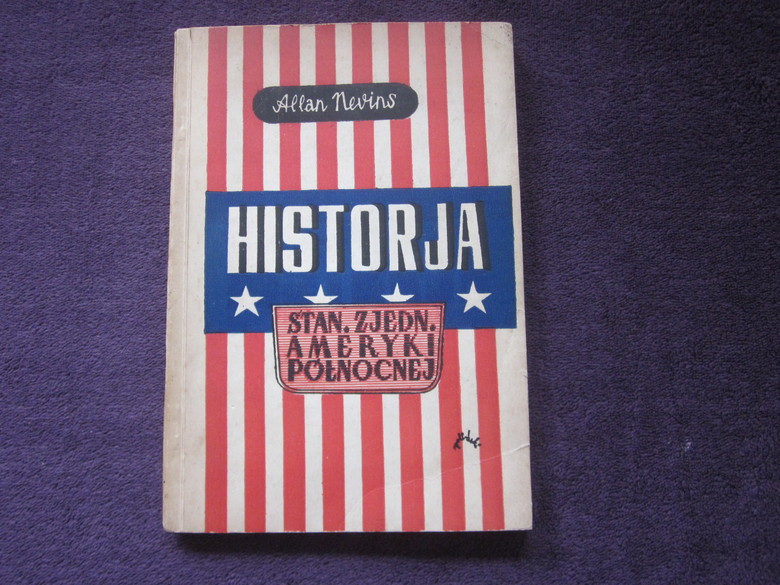 Allan Nevins
HISTORJA
STAN. ZJEDN.
AMERYKI
PÓŁNOCNEJ